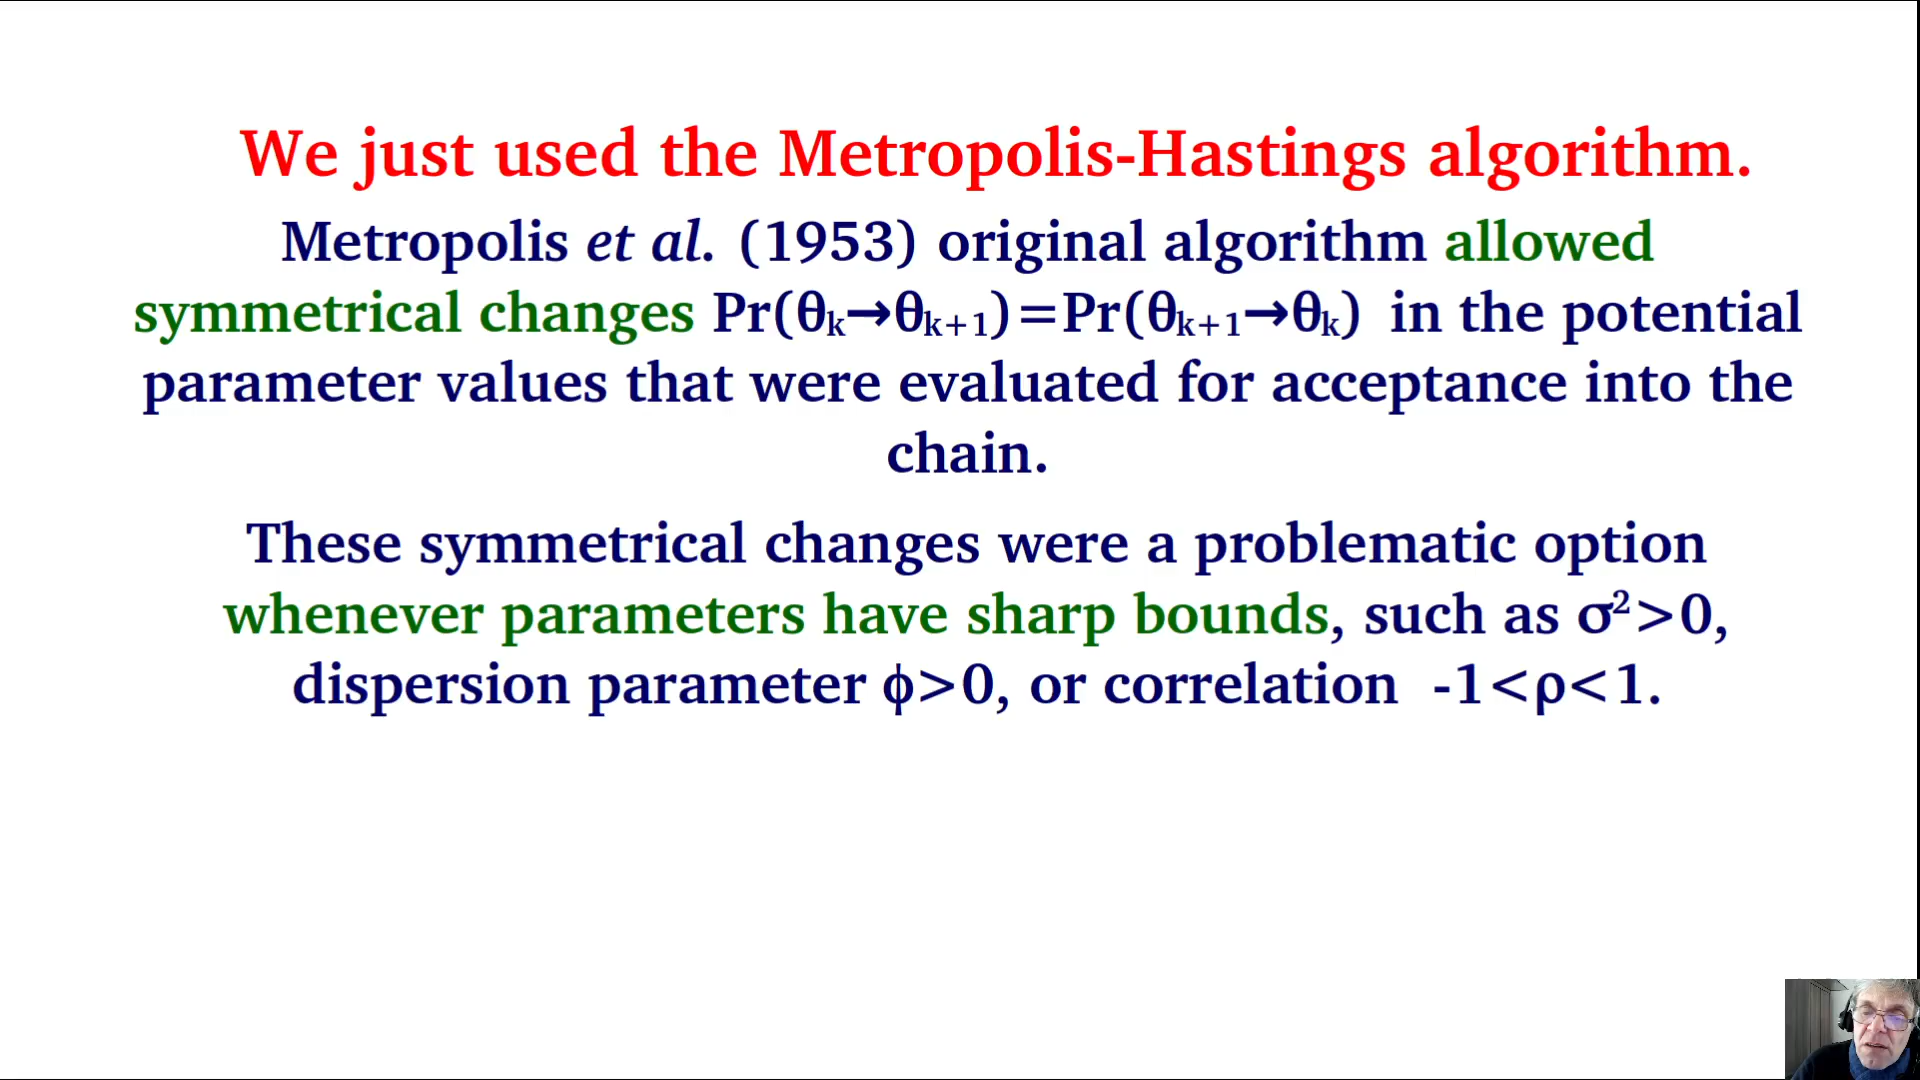 We just used the Metropolis-Hastings algorithm.
Metropolis et al. (1953) original algorithm allowed
symmetrical changes Pr(θₖ→θₖ₊₁)=Pr(θₖ₊₁→θₖ) in the potential
parameter values that were evaluated for acceptance into the
chain.
These symmetrical changes were a problematic option
whenever parameters have sharp bounds, such as σ²>0,
dispersion parameter ϕ>0, or correlation -1<ρ<1.